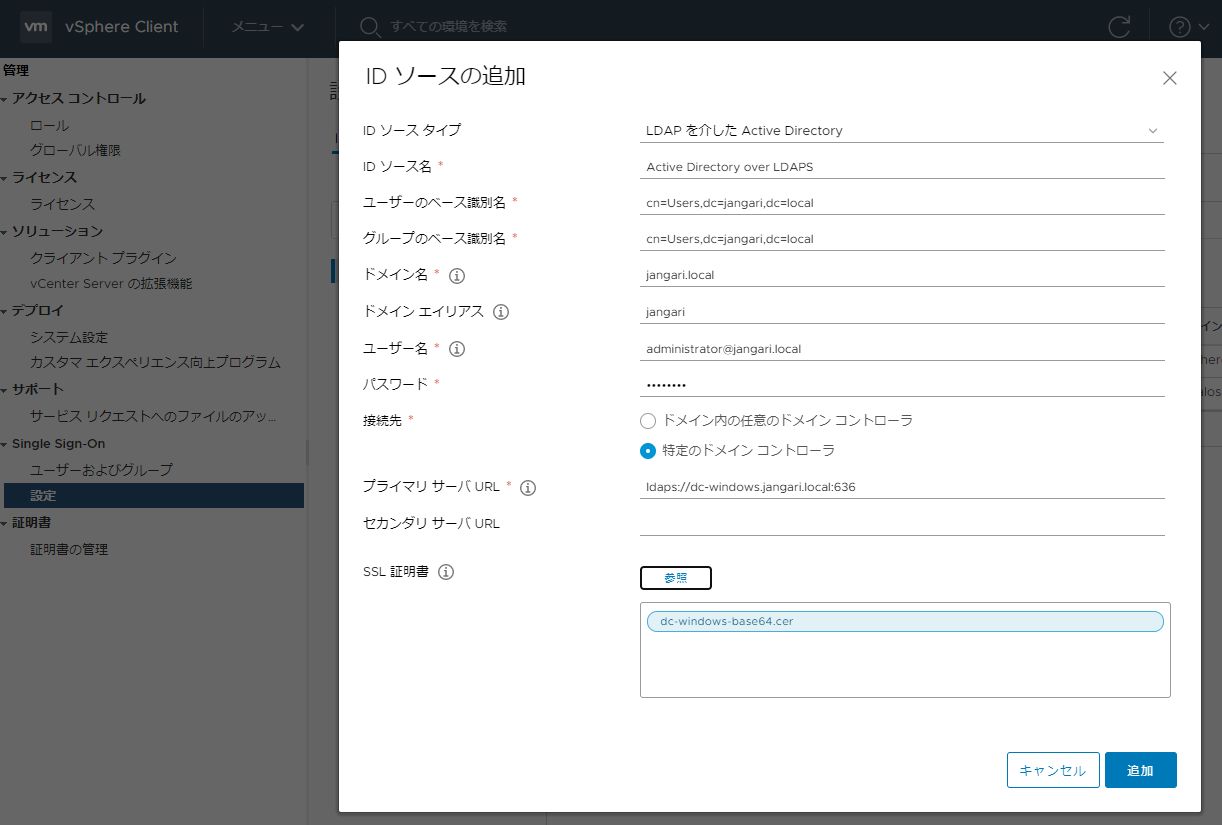 vm vSphere Client メニュー すべての環境を検索
管理
アクセス コントロール
ロール
グローバル権限
ライセンス
ライセンス
ソリューション
クライアント プラグイン
vCenter Server の拡張機能
デプロイ
システム設定
カスタマ エクスペリエンス向上プログラム
サポート
サービス リクエストへのファイルのアッ...
Single Sign-On
ユーザーおよびグループ
設定
証明書
証明書の管理
ID ソースの追加
ID ソース タイプ LDAP を介した Active Directory
ID ソース名 * Active Directory over LDAPS
ユーザーのベース識別名 * cn=Users,dc=jangari,dc=local
グループのベース識別名 * cn=Users,dc=jangari,dc=local
ドメイン名 * jangari.local
ドメイン エイリアス jangari
ユーザー名 * administrator@jangari.local
パスワード * ••••••••
接続先 * ドメイン内の任意のドメイン コントローラ
特定のドメイン コントローラ
プライマリ サーバ URL * ldaps://dc-windows.jangari.local:636
セカンダリ サーバ URL
SSL 証明書 参照
dc-windows-base64.cer
キャンセル 追加